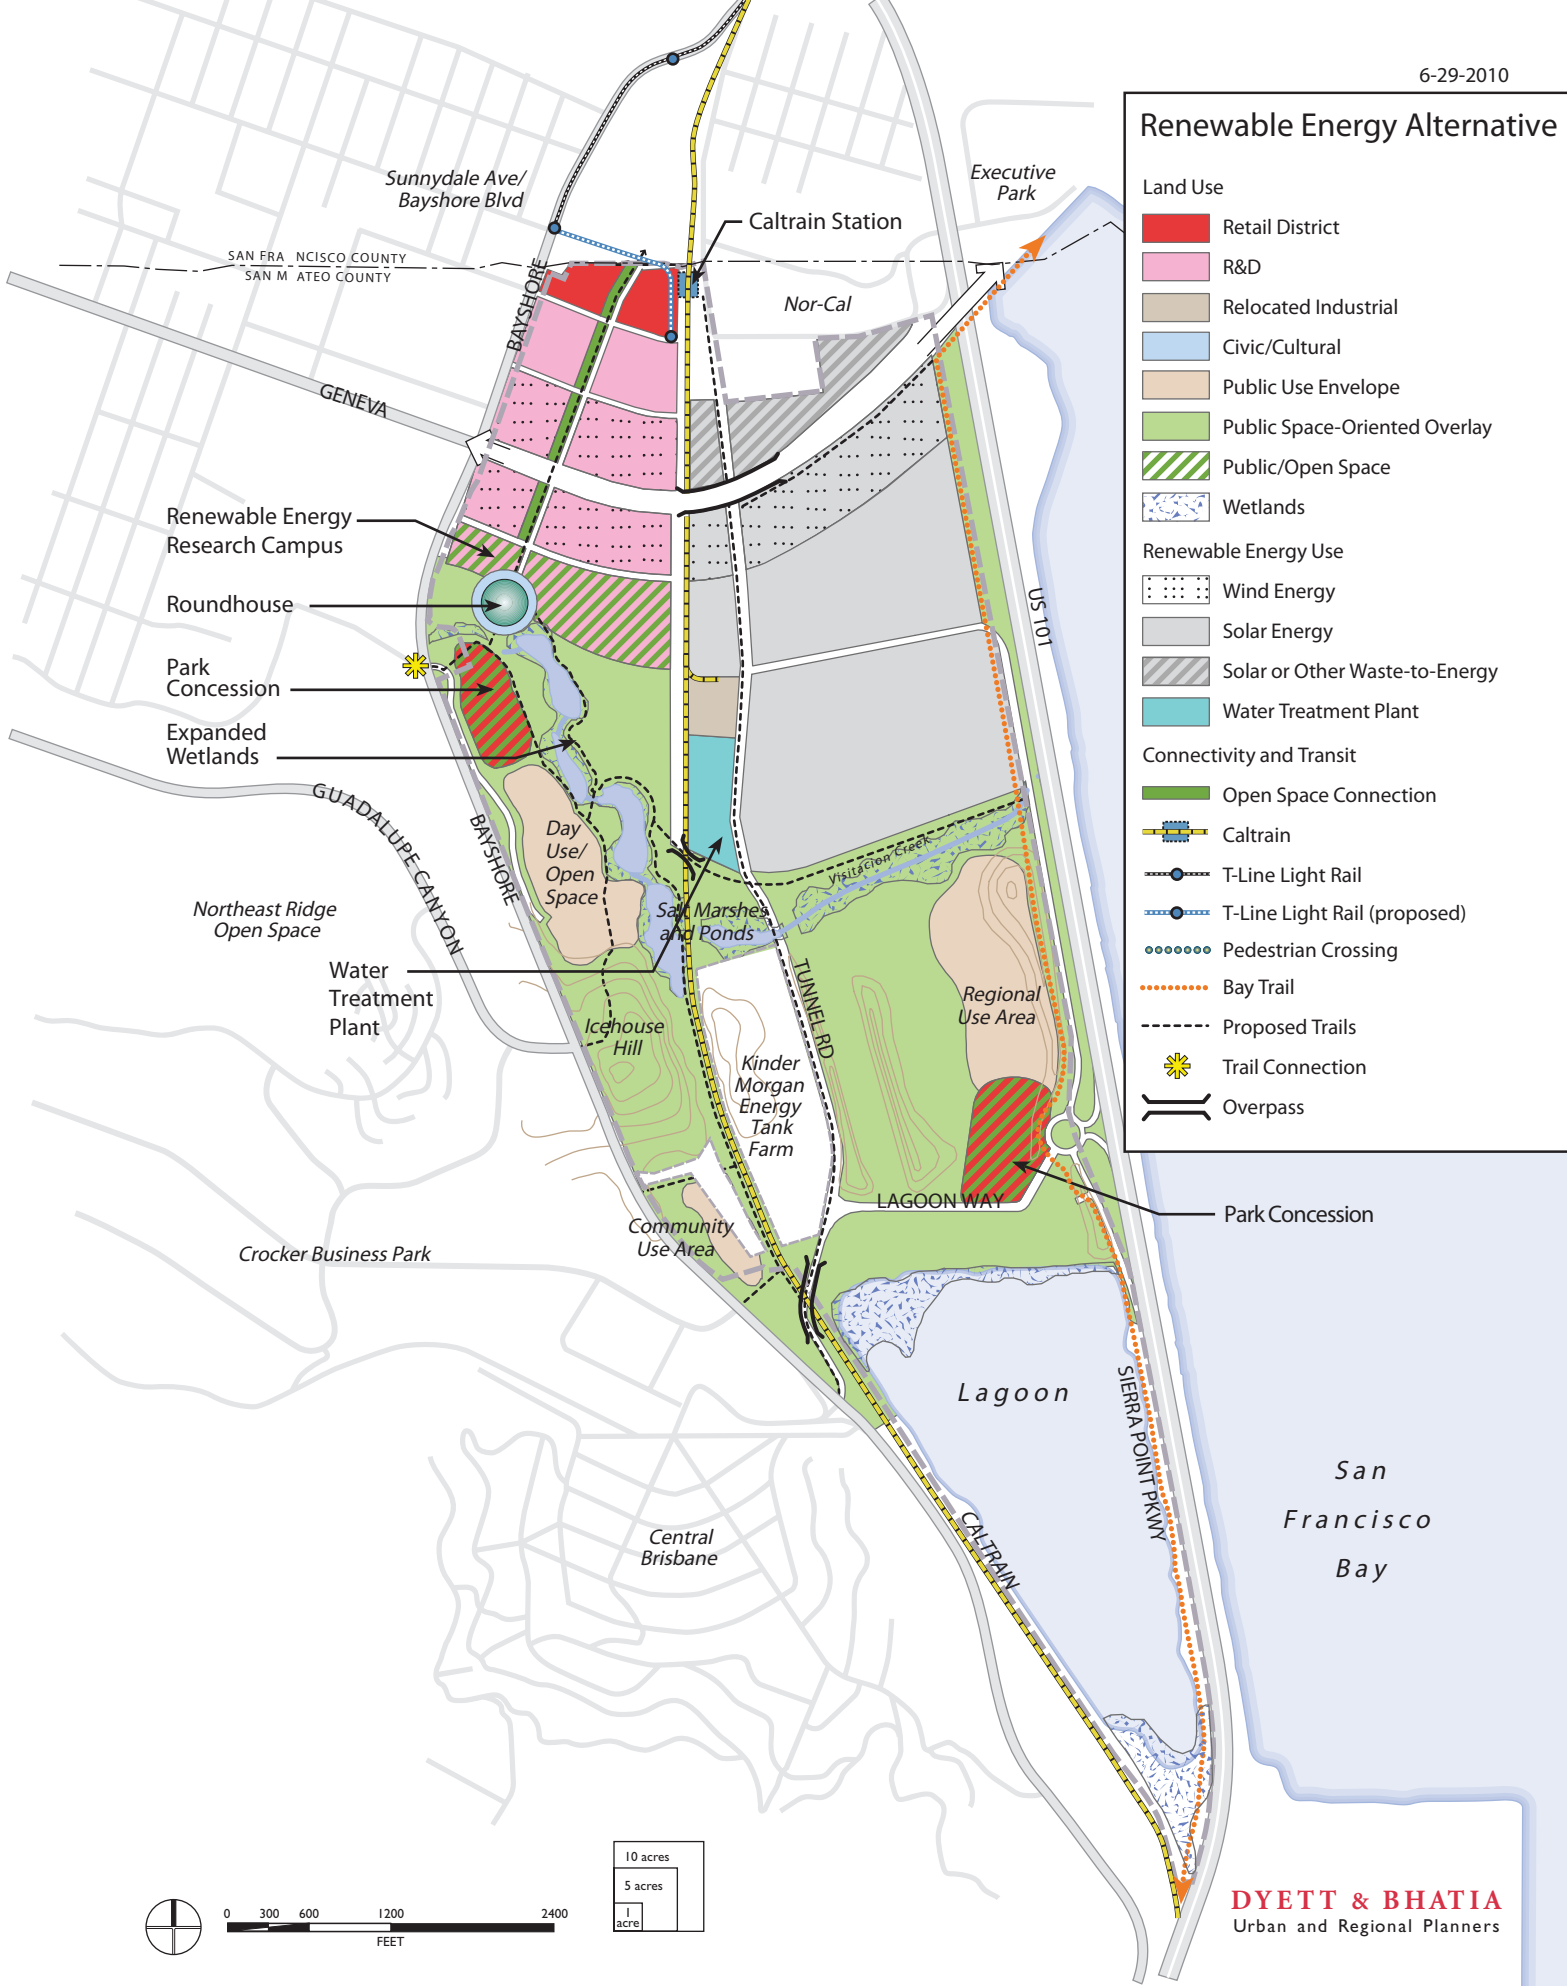 6-29-2010
Renewable Energy Alternative
Land Use
Retail District
R&D
Relocated Industrial
Civic/Cultural
Public Use Envelope
Public Space-Oriented Overlay
Public/Open Space
Wetlands
Renewable Energy Use
Wind Energy
Solar Energy
Solar or Other Waste-to-Energy
Water Treatment Plant
Connectivity and Transit
Open Space Connection
Caltrain
T-Line Light Rail
T-Line Light Rail (proposed)
Pedestrian Crossing
Bay Trail
Proposed Trails
Trail Connection
Overpass
Executive
Park
Sunnydale Ave/
Bayshore Blvd
Caltrain Station
SAN FRA NCISCO COUNTY
SAN M ATEO COUNTY
BAYSHORE
Nor-Cal
GENEVA
Renewable Energy
Research Campus
Roundhouse
US 101
Park
Concession
Expanded
Wetlands
GUADALUPE CANYON
BAYSHORE
Day
Use/
Open
Space
Visitacion Creek
Northeast Ridge
Open Space
Salt Marshes
and Ponds
Water
Treatment
Plant
TUNNEL RD
Regional
Use Area
Icehouse
Hill
Kinder
Morgan
Energy
Tank
Farm
LAGOON WAY
Park Concession
Community
Use Area
Crocker Business Park
Lagoon
SIERRA POINT PKWY
San
Francisco
Bay
CALTRAIN
Central
Brisbane
10 acres
5 acres
1
acre
0 300 600 1200 2400
FEET
DYETT & BHATIA
Urban and Regional Planners